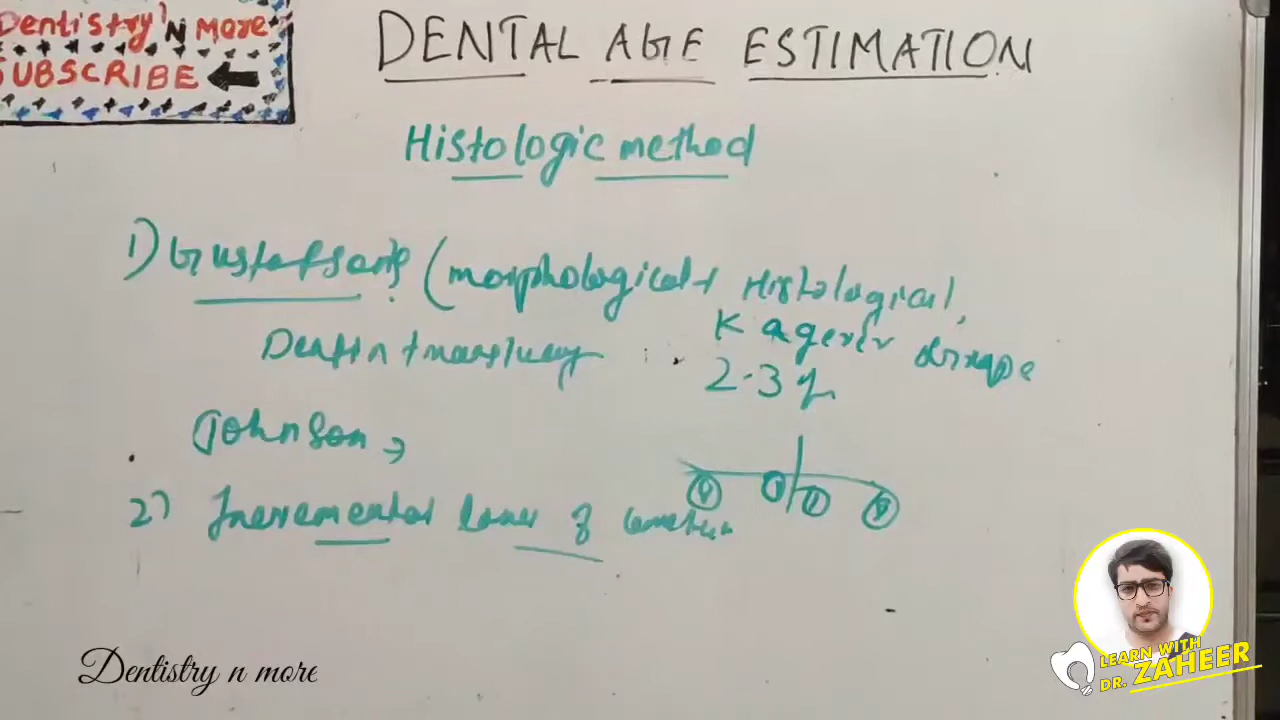 Dentistry'N More
SUBSCRIBE
DENTAL AGE ESTIMATION
Histologic method
1) Gustafson's (morphological + Histological,
Dentin
2.3 yr
Johnson →
2) Incremental lines of
Dentistry n more
LEARN WITH
DR. ZAHEER